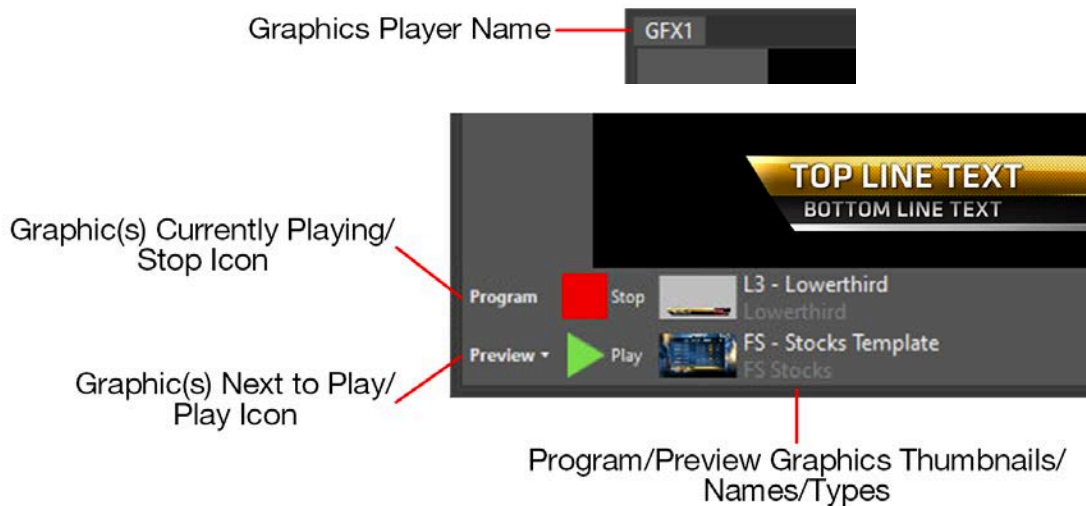 Graphics Player Name
GFX1
TOP LINE TEXT
BOTTOM LINE TEXT
Graphic(s) Currently Playing/
Stop Icon
Program
Stop
L3 - Lowerthird
Lowerthird
Preview
Play
FS - Stocks Template
FS Stocks
Graphic(s) Next to Play/
Play Icon
Program/Preview Graphics Thumbnails/
Names/Types